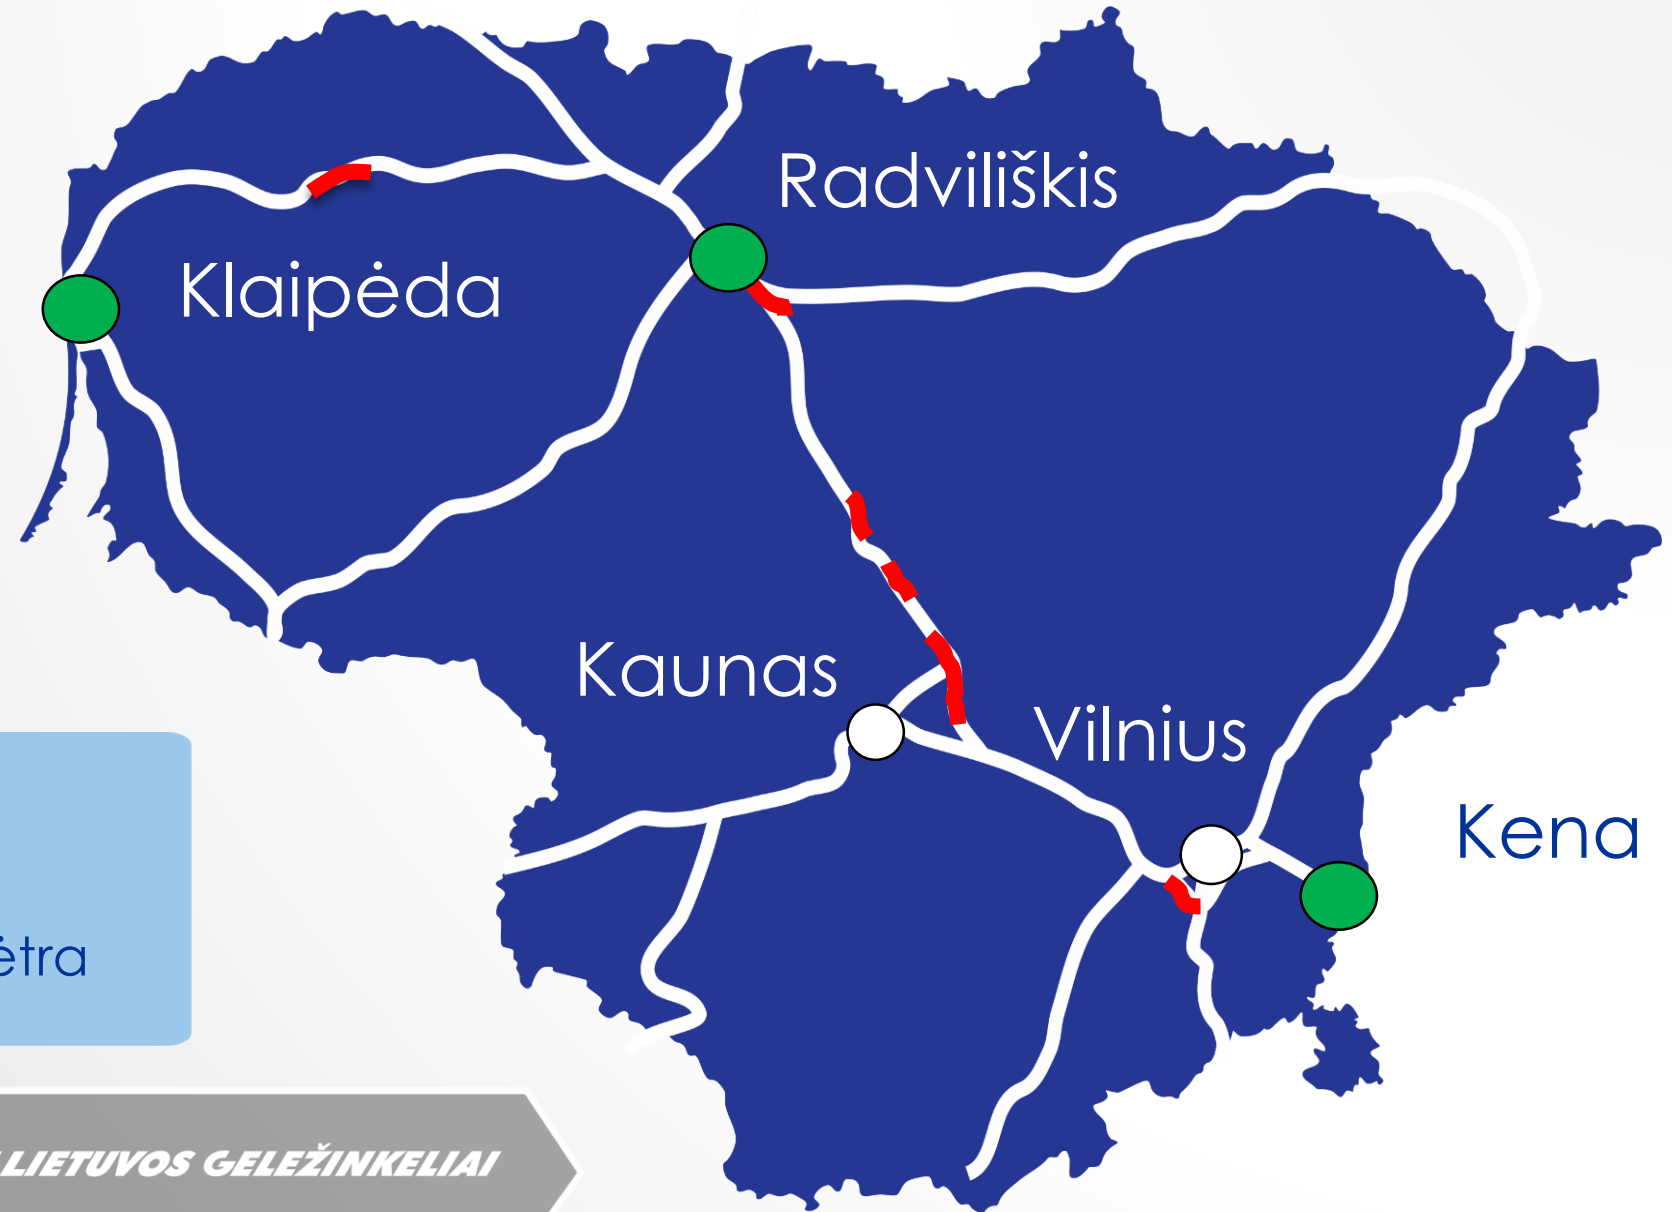 Radviliškis
Klaipėda
Kaunas
Vilnius
Kena
LIETUVOS GELEŽINKELIAI